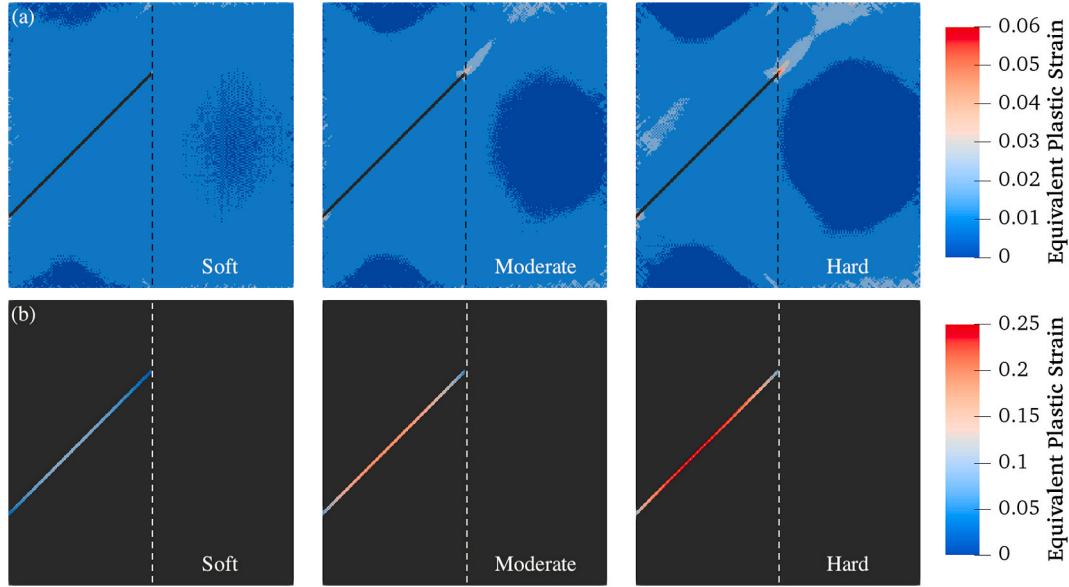 (a)
Soft
Moderate
Hard
0.06
0.05
0.04
0.03
0.02
0.01
0
Equivalent Plastic Strain
(b)
Soft
Moderate
Hard
0.25
0.2
0.15
0.1
0.05
0
Equivalent Plastic Strain